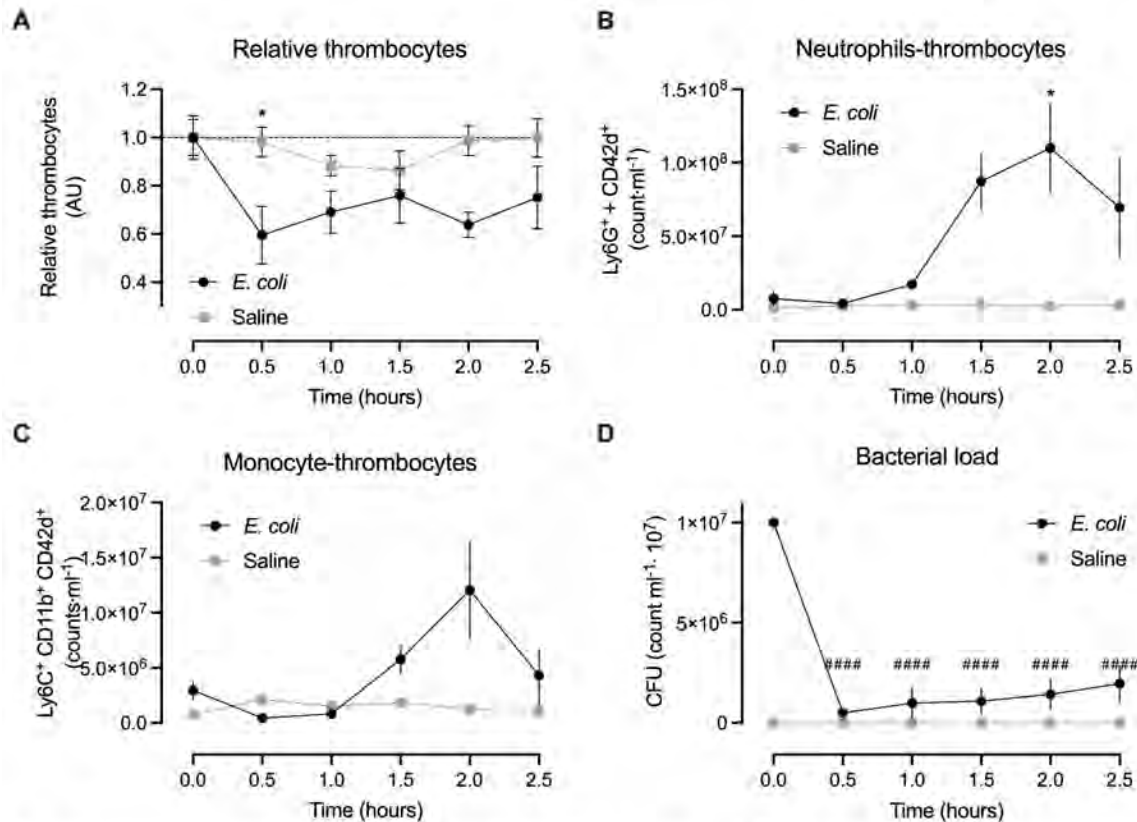 A
Relative thrombocytes
Relative thrombocytes
(AU)
1.2
1.0
0.8
0.6
0.4
*
E. coli
Saline
0.0 0.5 1.0 1.5 2.0 2.5
Time (hours)
B
Neutrophils-thrombocytes
Ly6G⁺ + CD42d⁺
(count·ml⁻¹)
1.5×10⁸
1.0×10⁸
5.0×10⁷
0.0
*
E. coli
Saline
0.0 0.5 1.0 1.5 2.0 2.5
Time (hours)
C
Monocyte-thrombocytes
Ly6C⁺ CD11b⁺ CD42d⁺
(counts·ml⁻¹)
2.0×10⁷
1.5×10⁷
1.0×10⁷
5.0×10⁶
0.0
E. coli
Saline
0.0 0.5 1.0 1.5 2.0 2.5
Time (hours)
D
Bacterial load
CFU (count ml⁻¹· 10⁷)
1×10⁷
5×10⁶
0
E. coli
Saline
#### #### #### #### ####
0.0 0.5 1.0 1.5 2.0 2.5
Time (hours)